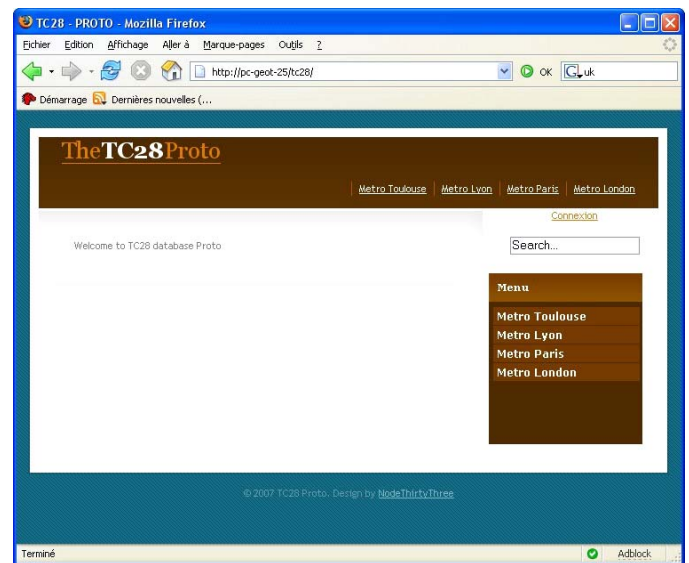 TC28 - PROTO - Mozilla Firefox
Fichier Edition Affichage Aller à Marque-pages Outils ?
http://pc-geot-25/tc28/ OK G uk
Démarrage Dernières nouvelles (...
TheTC28Proto
Metro Toulouse Metro Lyon Metro Paris Metro London
Connexion
Welcome to TC28 database Proto
Search...
Menu
Metro Toulouse
Metro Lyon
Metro Paris
Metro London
© 2007 TC28 Proto. Design by NodeThirtyThree
Terminé Adblock